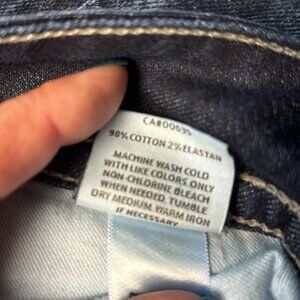 CA#00635
98% COTTON 2% ELASTAN
MACHINE WASH COLD
WITH LIKE COLORS. ONLY
NON-CHLORINE BLEACH
WHEN NEEDED. TUMBLE
DRY MEDIUM WARM IRON
IF NECESSARY